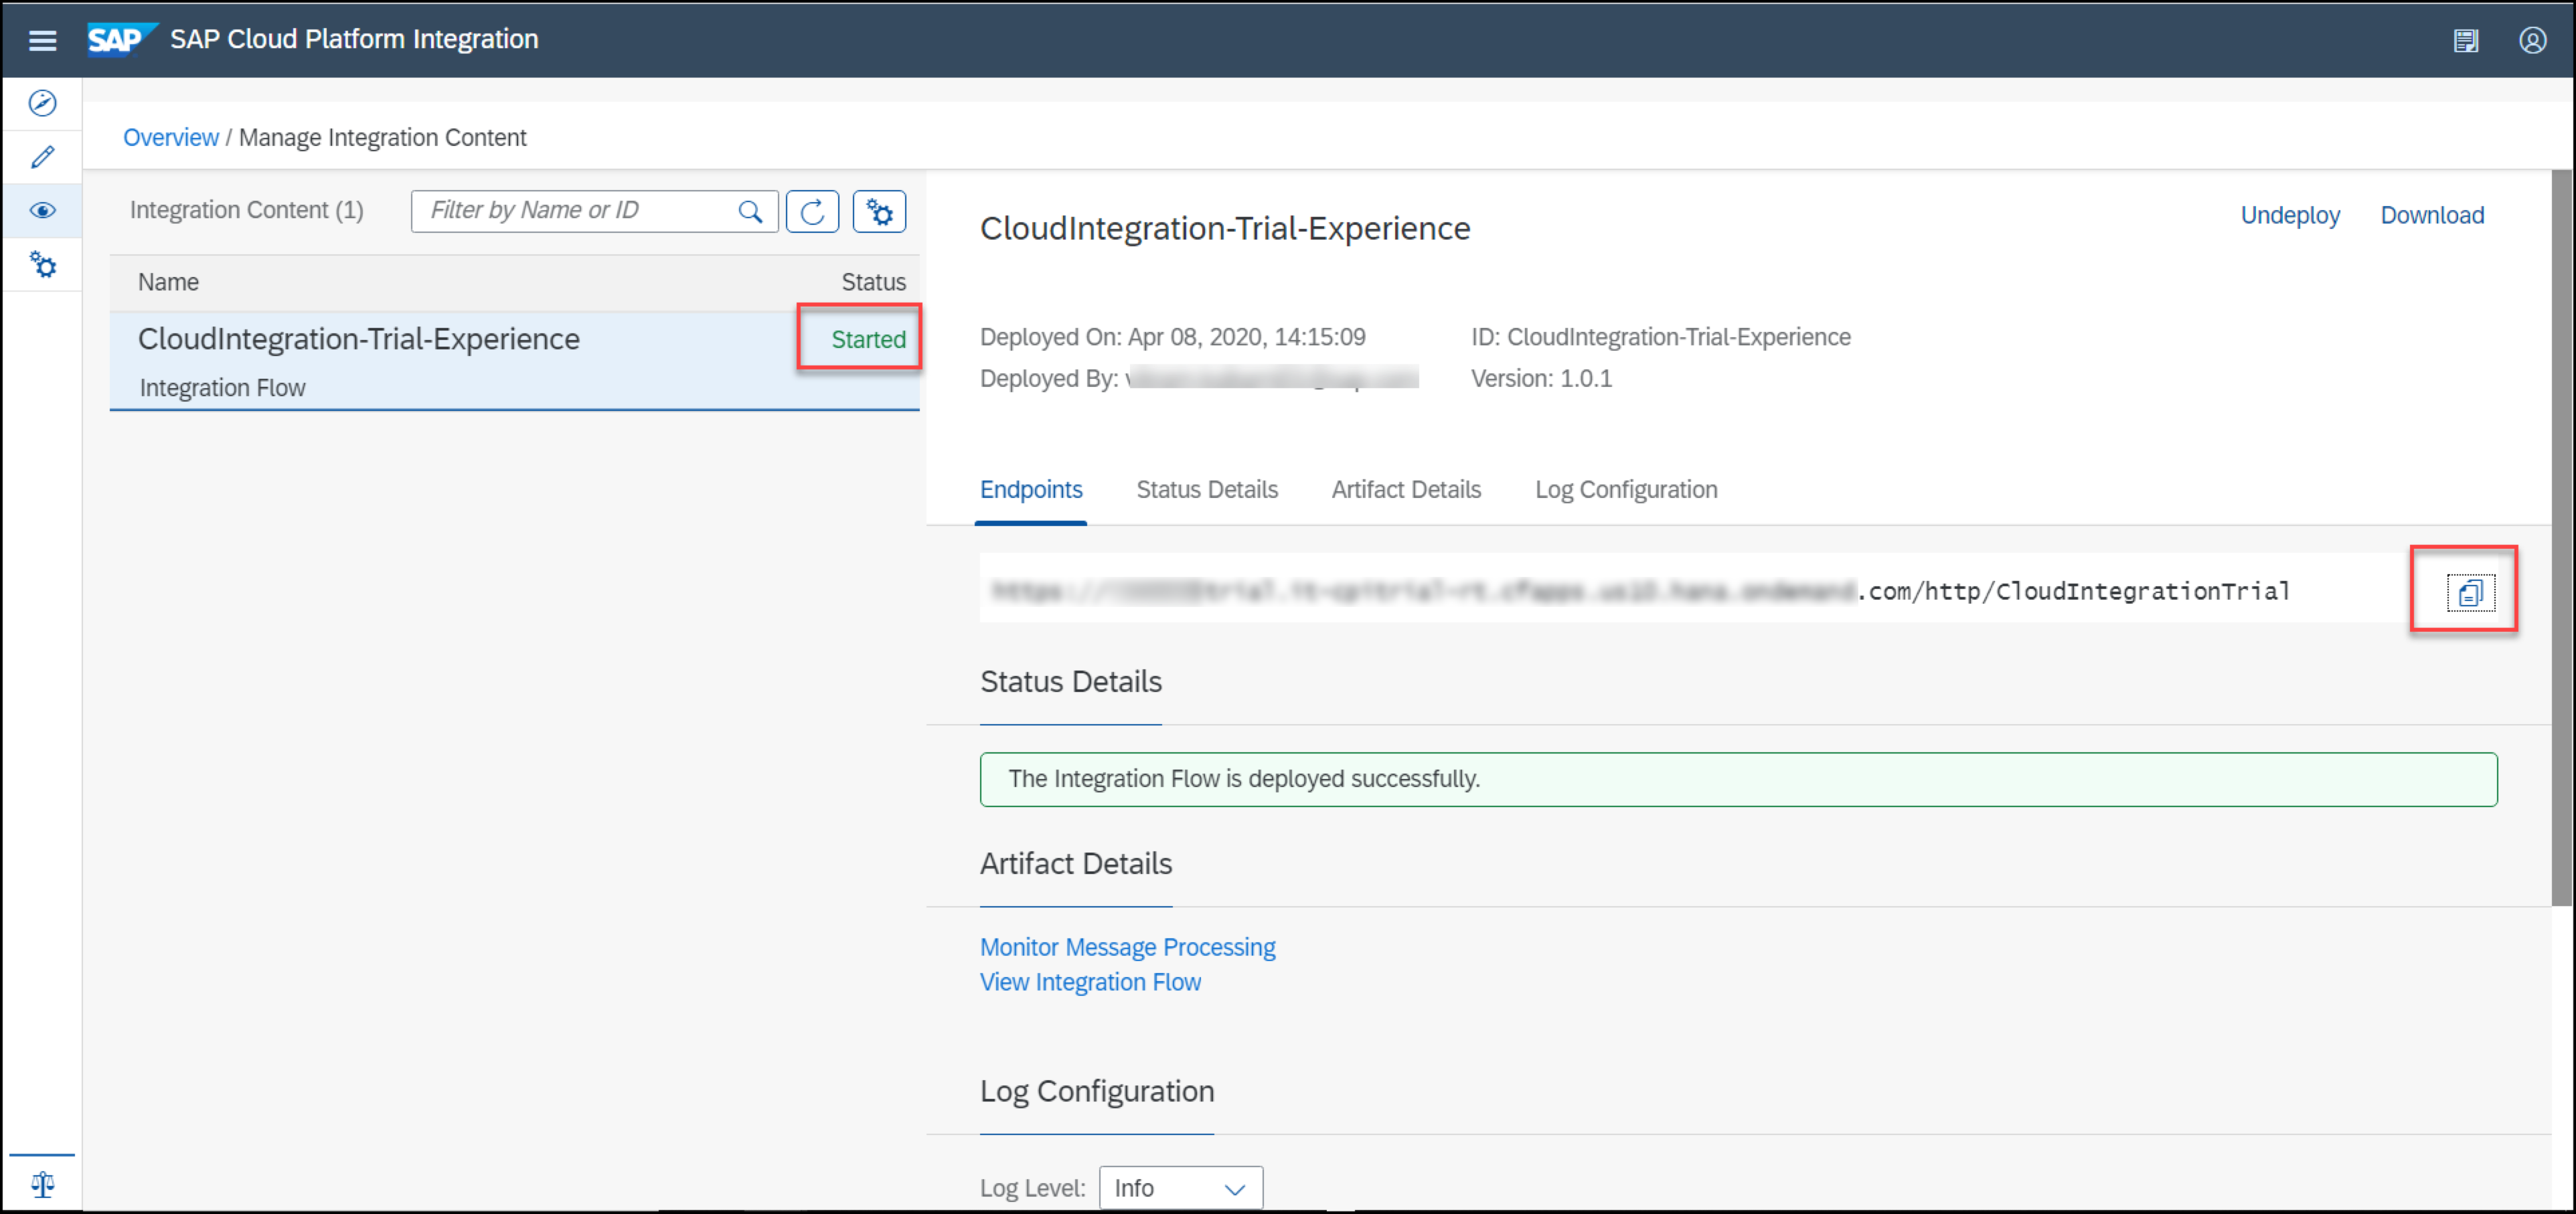 SAP SAP Cloud Platform Integration
Overview / Manage Integration Content
Integration Content (1)
Filter by Name or ID
Name
Status
CloudIntegration-Trial-Experience
Started
Integration Flow
CloudIntegration-Trial-Experience
Undeploy
Download
Deployed On: Apr 08, 2020, 14:15:09
ID: CloudIntegration-Trial-Experience
Deployed By:
Version: 1.0.1
Endpoints
Status Details
Artifact Details
Log Configuration
.com/http/CloudIntegrationTrial
Status Details
The Integration Flow is deployed successfully.
Artifact Details
Monitor Message Processing
View Integration Flow
Log Configuration
Log Level: Info